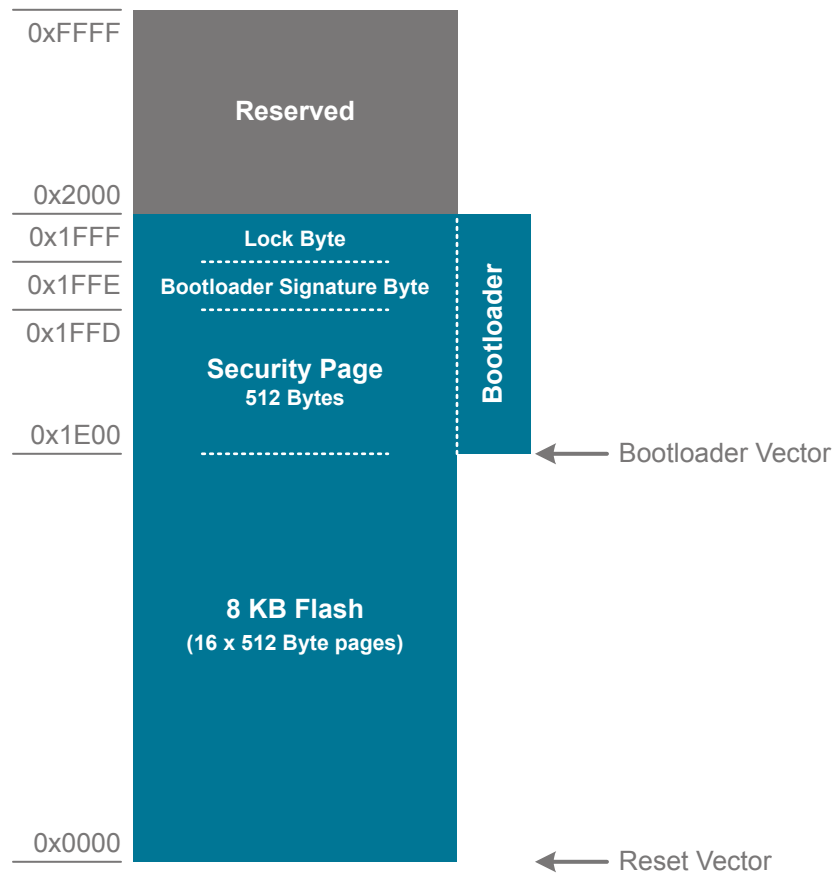 0xFFFF
Reserved
0x2000
0x1FFF
Lock Byte
0x1FFE
Bootloader Signature Byte
0x1FFD
Security Page
512 Bytes
Bootloader
0x1E00
Bootloader Vector
8 KB Flash
(16 x 512 Byte pages)
0x0000
Reset Vector